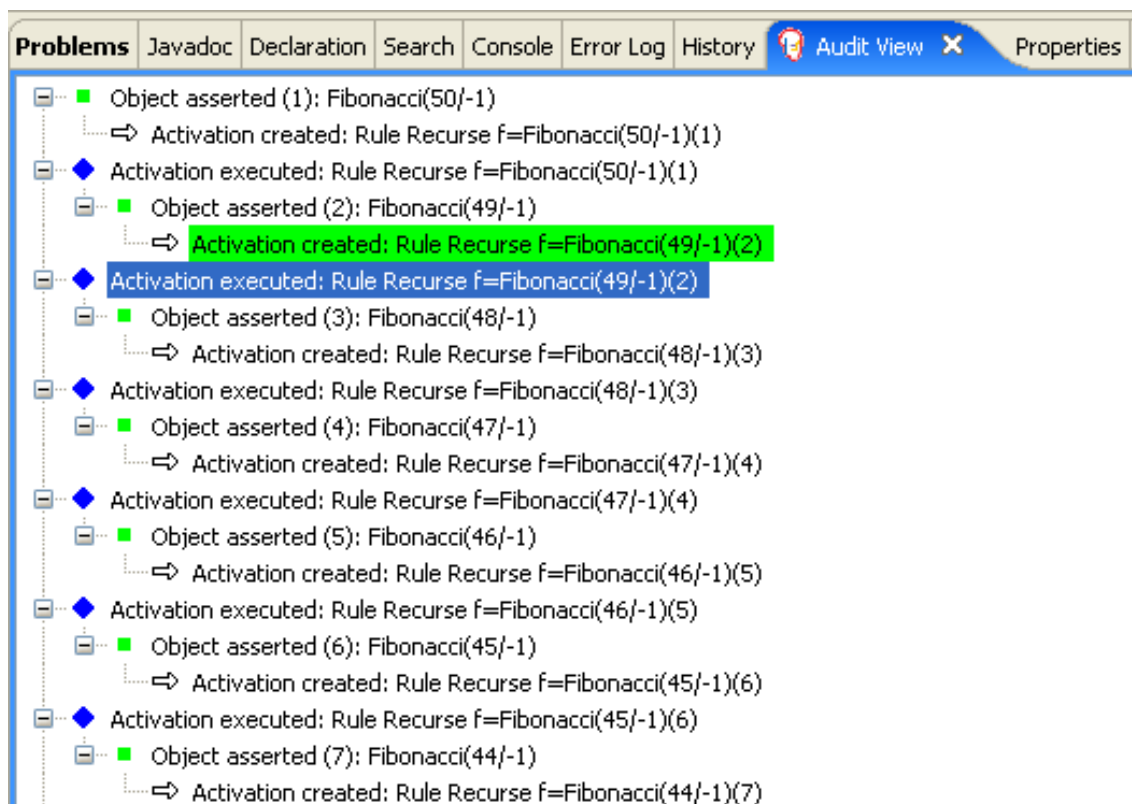 Problems Javadoc Declaration Search Console Error Log History Audit View Properties
Object asserted (1): Fibonacci(50/-1)
Activation created: Rule Recurse f=Fibonacci(50/-1)(1)
Activation executed: Rule Recurse f=Fibonacci(50/-1)(1)
Object asserted (2): Fibonacci(49/-1)
Activation created: Rule Recurse f=Fibonacci(49/-1)(2)
Activation executed: Rule Recurse f=Fibonacci(49/-1)(2)
Object asserted (3): Fibonacci(48/-1)
Activation created: Rule Recurse f=Fibonacci(48/-1)(3)
Activation executed: Rule Recurse f=Fibonacci(48/-1)(3)
Object asserted (4): Fibonacci(47/-1)
Activation created: Rule Recurse f=Fibonacci(47/-1)(4)
Activation executed: Rule Recurse f=Fibonacci(47/-1)(4)
Object asserted (5): Fibonacci(46/-1)
Activation created: Rule Recurse f=Fibonacci(46/-1)(5)
Activation executed: Rule Recurse f=Fibonacci(46/-1)(5)
Object asserted (6): Fibonacci(45/-1)
Activation created: Rule Recurse f=Fibonacci(45/-1)(6)
Activation executed: Rule Recurse f=Fibonacci(45/-1)(6)
Object asserted (7): Fibonacci(44/-1)
Activation created: Rule Recurse f=Fibonacci(44/-1)(7)